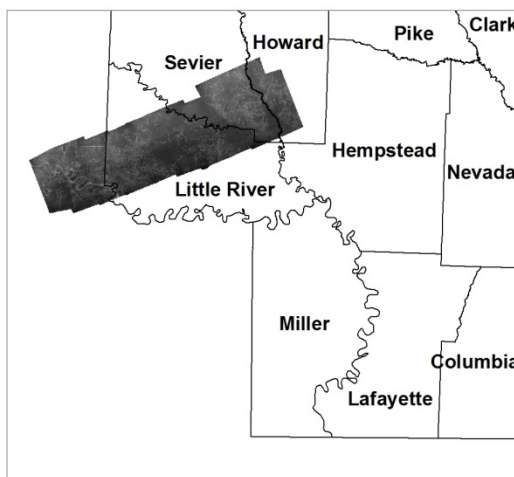 Clark
Pike
Howard
Sevier
Hempstead
Nevada
Little River
Miller
Columbia
Lafayette